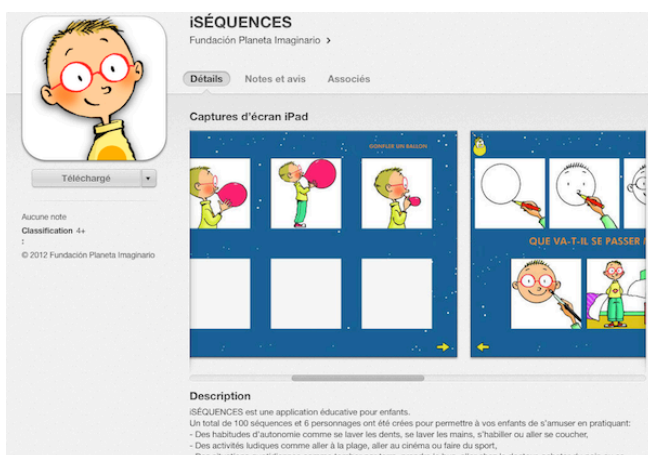 iSÉQUENCES
Fundación Planeta Imaginario >
Détails Notes et avis Associés
Captures d'écran iPad
GONFLER UN BALLON
QUE VA-T-IL SE PASSER
Téléchargé
Aucune note
Classification 4+
:
© 2012 Fundación Planeta Imaginario
Description
iSÉQUENCES est une application éducative pour enfants.
Un total de 100 séquences et 6 personnages ont été crées pour permettre à vos enfants de s'amuser en pratiquant:
- Des habitudes d'autonomie comme se laver les dents, se laver les mains, s'habiller ou aller se coucher,
- Des activités ludiques comme aller à la plage, aller au cinéma ou faire du sport,